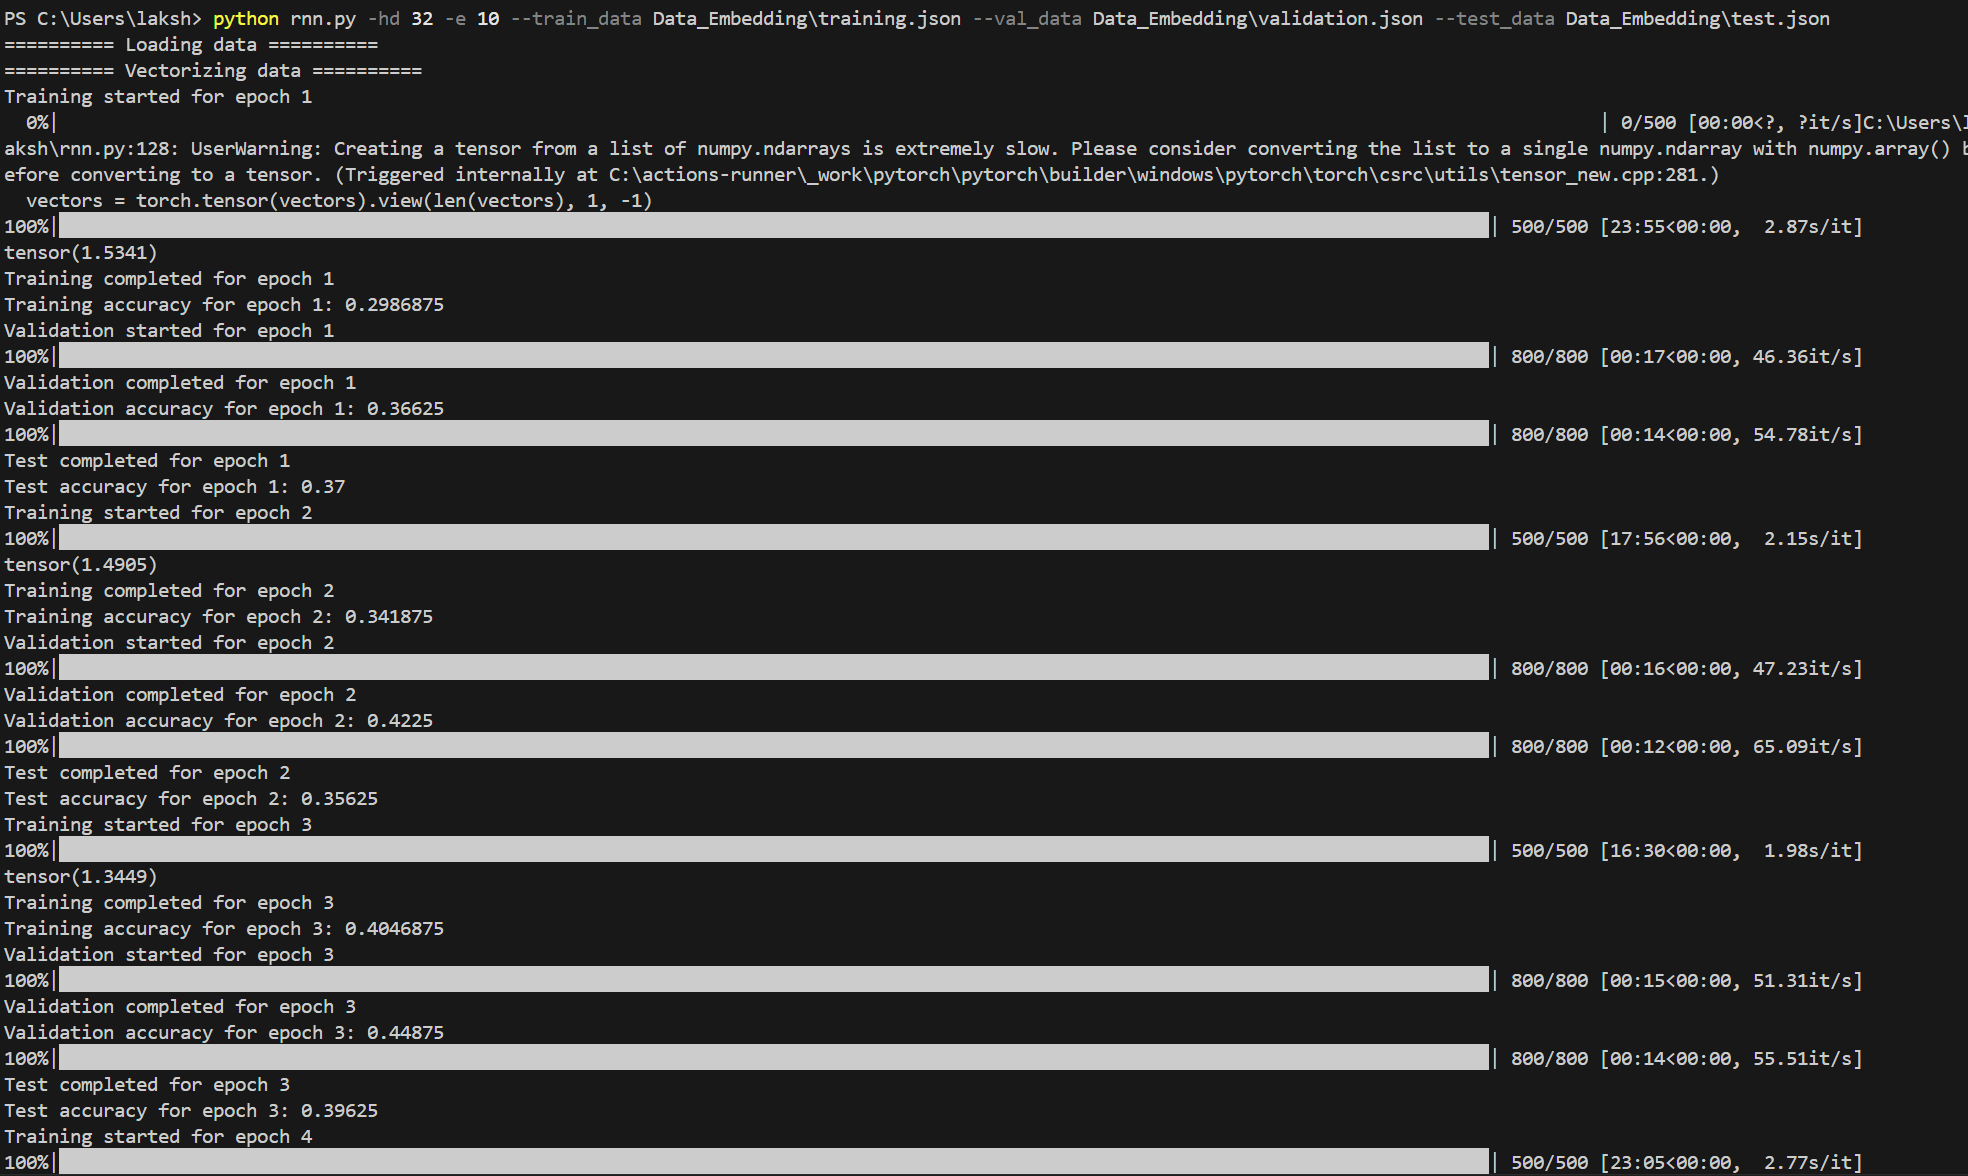 PS C:\Users\laksh> python rnn.py -hd 32 -e 10 --train_data Data_Embedding\training.json --val_data Data_Embedding\validation.json --test_data Data_Embedding\test.json
========== Loading data ==========
========== Vectorizing data ==========
Training started for epoch 1
  0%|                                                                                | 0/500 [00:00<?, ?it/s]C:\Users\l
aksh\rnn.py:128: UserWarning: Creating a tensor from a list of numpy.ndarrays is extremely slow. Please consider converting the list to a single numpy.ndarray with numpy.array() b
efore converting to a tensor. (Triggered internally at C:\actions-runner\_work\pytorch\pytorch\builder\windows\pytorch\torch\csrc\utils\tensor_new.cpp:281.)
  vectors = torch.tensor(vectors).view(len(vectors), 1, -1)
100%|| 500/500 [23:55<00:00,  2.87s/it]
tensor(1.5341)
Training completed for epoch 1
Training accuracy for epoch 1: 0.2986875
Validation started for epoch 1
100%|| 800/800 [00:17<00:00, 46.36it/s]
Validation completed for epoch 1
Validation accuracy for epoch 1: 0.36625
100%|| 800/800 [00:14<00:00, 54.78it/s]
Test completed for epoch 1
Test accuracy for epoch 1: 0.37
Training started for epoch 2
100%|| 500/500 [17:56<00:00,  2.15s/it]
tensor(1.4905)
Training completed for epoch 2
Training accuracy for epoch 2: 0.341875
Validation started for epoch 2
100%|| 800/800 [00:16<00:00, 47.23it/s]
Validation completed for epoch 2
Validation accuracy for epoch 2: 0.4225
100%|| 800/800 [00:12<00:00, 65.09it/s]
Test completed for epoch 2
Test accuracy for epoch 2: 0.35625
Training started for epoch 3
100%|| 500/500 [16:30<00:00,  1.98s/it]
tensor(1.3449)
Training completed for epoch 3
Training accuracy for epoch 3: 0.4046875
Validation started for epoch 3
100%|| 800/800 [00:15<00:00, 51.31it/s]
Validation completed for epoch 3
Validation accuracy for epoch 3: 0.44875
100%|| 800/800 [00:14<00:00, 55.51it/s]
Test completed for epoch 3
Test accuracy for epoch 3: 0.39625
Training started for epoch 4
100%|| 500/500 [23:05<00:00,  2.77s/it]